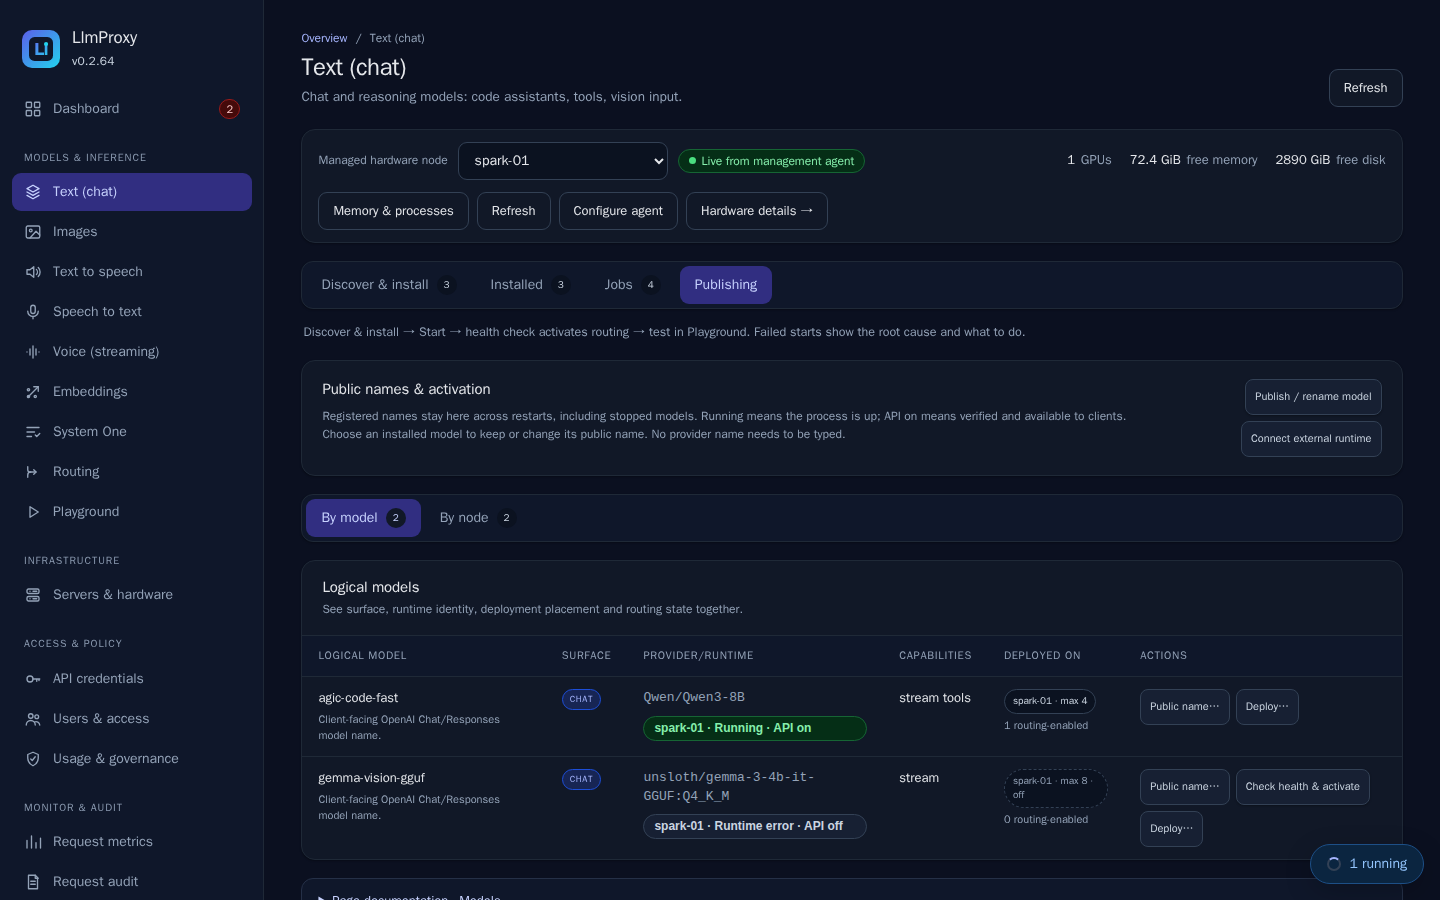 LlmProxy
v0.2.64
Dashboard 2
MODELS & INFERENCE
Text (chat)
Images
Text to speech
Speech to text
Voice (streaming)
Embeddings
System One
Routing
Playground
INFRASTRUCTURE
Servers & hardware
ACCESS & POLICY
API credentials
Users & access
Usage & governance
MONITOR & AUDIT
Request metrics
Request audit
Overview / Text (chat)
Text (chat)
Chat and reasoning models: code assistants, tools, vision input.
Refresh
Managed hardware node spark-01 Live from management agent 1 GPUs 72.4 GiB free memory 2890 GiB free disk
Memory & processes Refresh Configure agent Hardware details →
Discover & install 3 Installed 3 Jobs 4 Publishing
Discover & install → Start → health check activates routing → test in Playground. Failed starts show the root cause and what to do.
Public names & activation
Registered names stay here across restarts, including stopped models. Running means the process is up; API on means verified and available to clients.
Choose an installed model to keep or change its public name. No provider name needs to be typed.
Publish / rename model
Connect external runtime
By model 2 By node 2
Logical models
See surface, runtime identity, deployment placement and routing state together.
LOGICAL MODEL SURFACE PROVIDER/RUNTIME CAPABILITIES DEPLOYED ON ACTIONS
agic-code-fast CHAT Qwen/Qwen3-8B stream tools spark-01 · max 4 Public name··· Deploy···
Client-facing OpenAI Chat/Responses
model name.
spark-01 · Running · API on
1 routing-enabled
gemma-vision-gguf CHAT unsloth/gemma-3-4b-it-
GGUF:Q4_K_M
stream
spark-01 · max 8 ·
off
Public name··· Check health & activate
Client-facing OpenAI Chat/Responses
model name.
spark-01 · Runtime error · API off
0 routing-enabled
Deploy···
1 running
Page documentation · Models